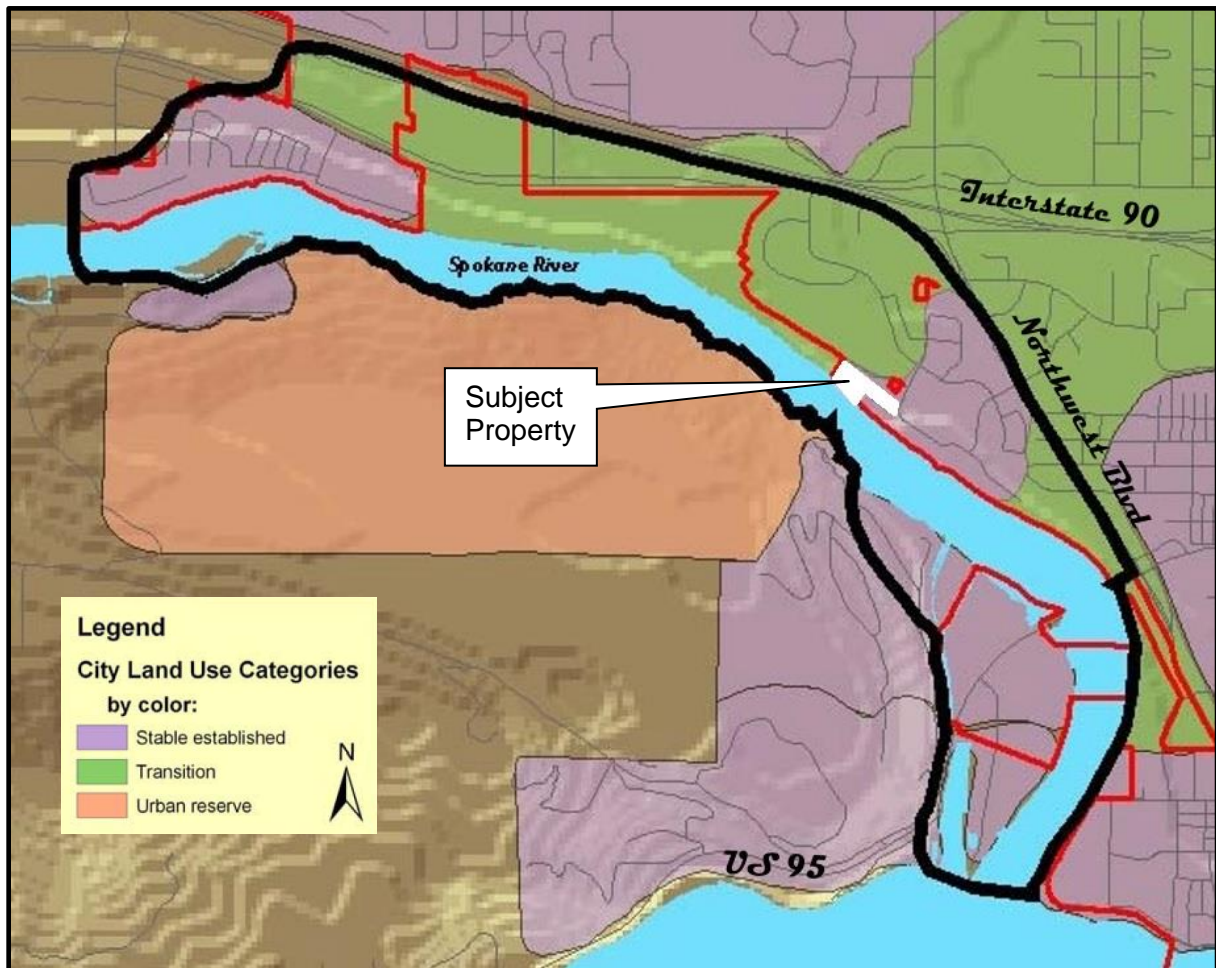 Interstate 90
Spokane River
Northwest Blvd
Subject
Property
Legend
City Land Use Categories
by color:
Stable established
Transition
Urban reserve
N
US 95